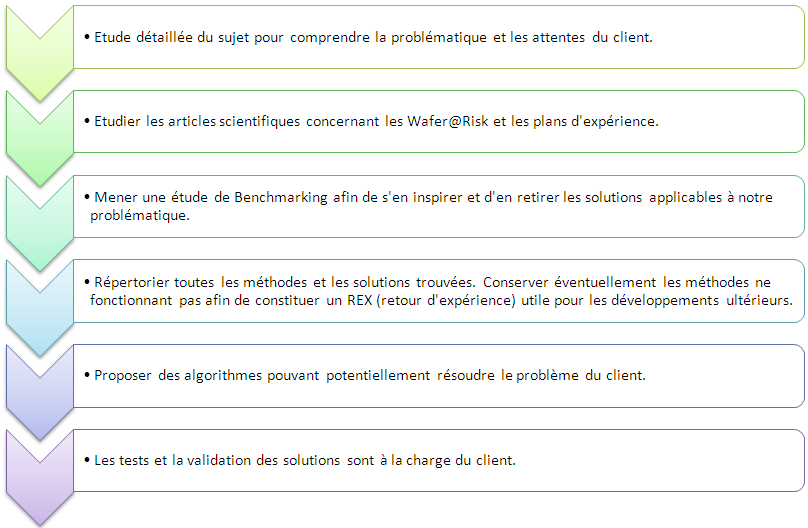 • Etude détaillée du sujet pour comprendre la problématique et les attentes du client.
• Etudier les articles scientifiques concernant les Wafer@Risk et les plans d'expérience.
• Mener une étude de Benchmarking afin de s'en inspirer et d'en retirer les solutions applicables à notre
problématique.
• Répertorier toutes les méthodes et les solutions trouvées. Conserver éventuellement les méthodes ne
fonctionnant pas afin de constituer un REX (retour d'expérience) utile pour les développements ultérieurs.
• Proposer des algorithmes pouvant potentiellement résoudre le problème du client.
• Les tests et la validation des solutions sont à la charge du client.